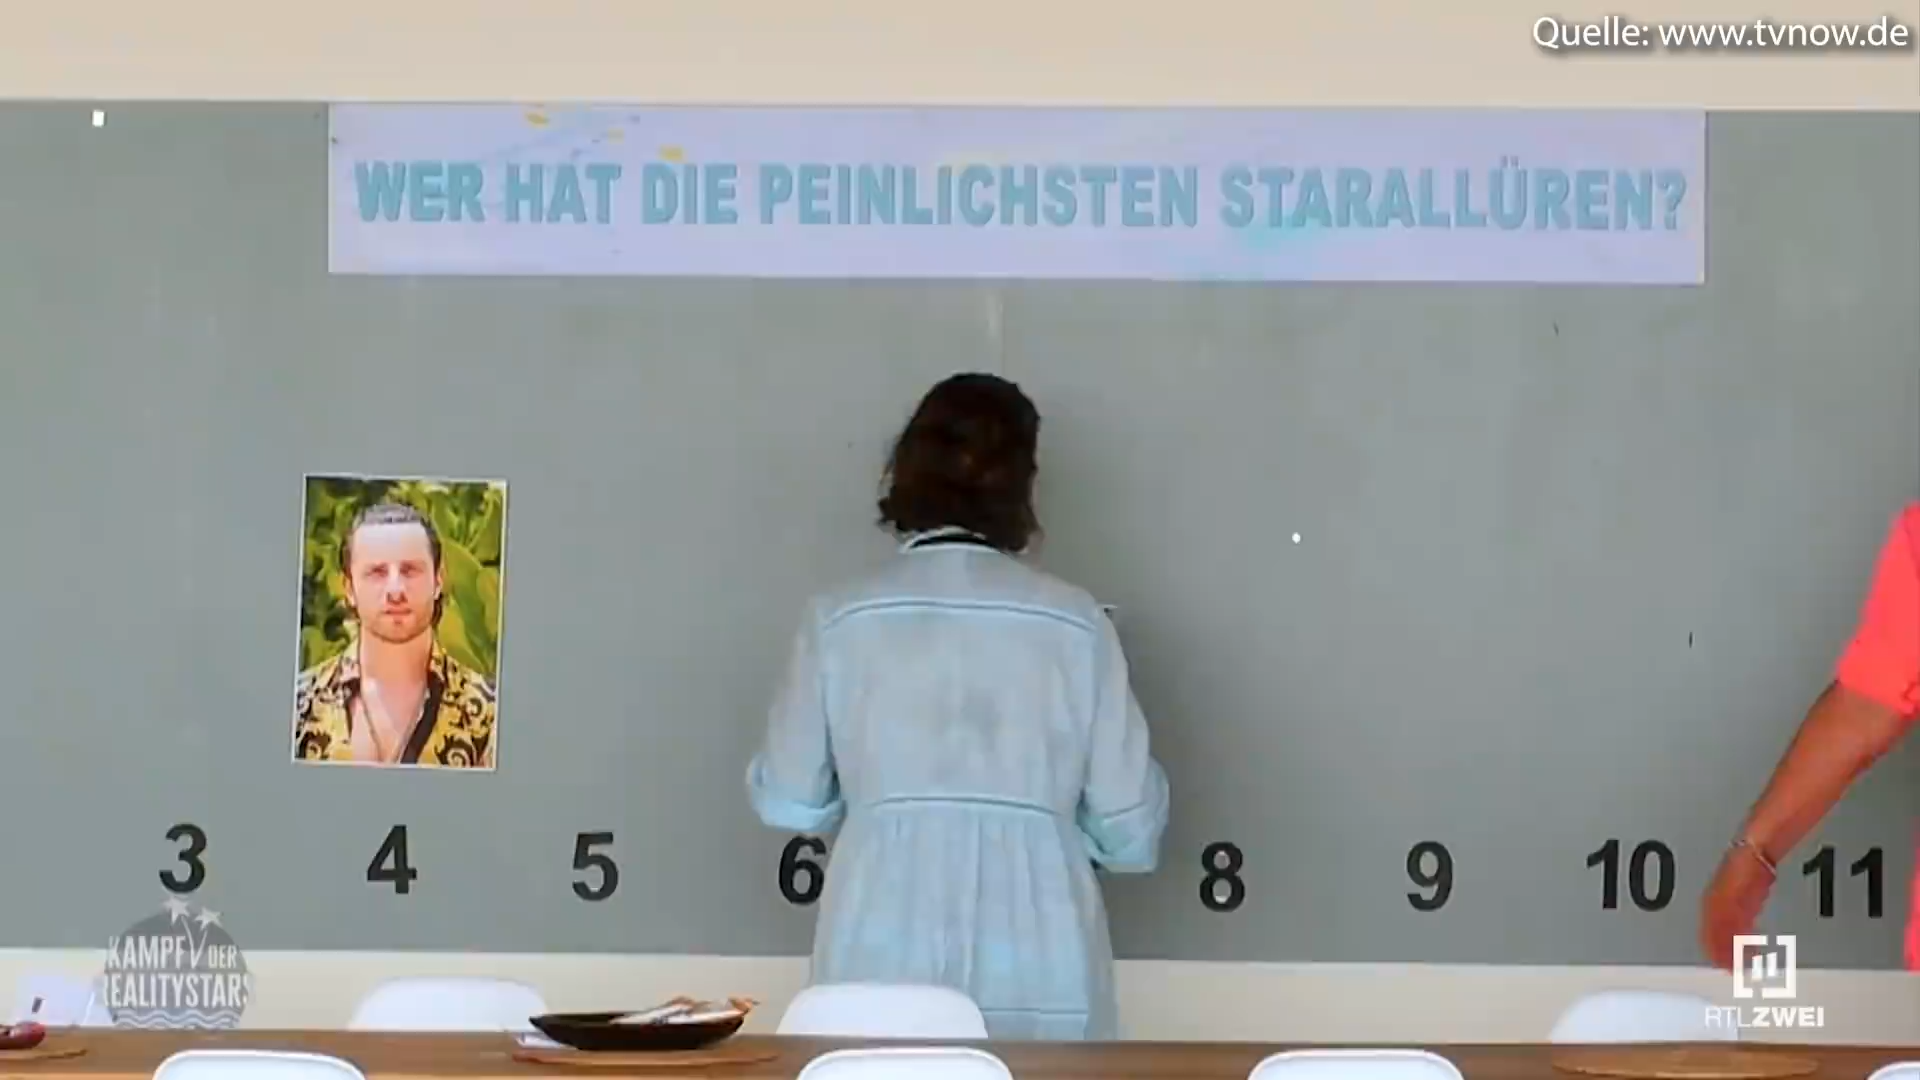 Quelle: www.tvnow.de
WER HAT DIE PEINLICHSTEN STARALLÜREN?
3 4 5 6 8 9 10 11
KAMPF DER
REALITYSTARS
RTLZWEI